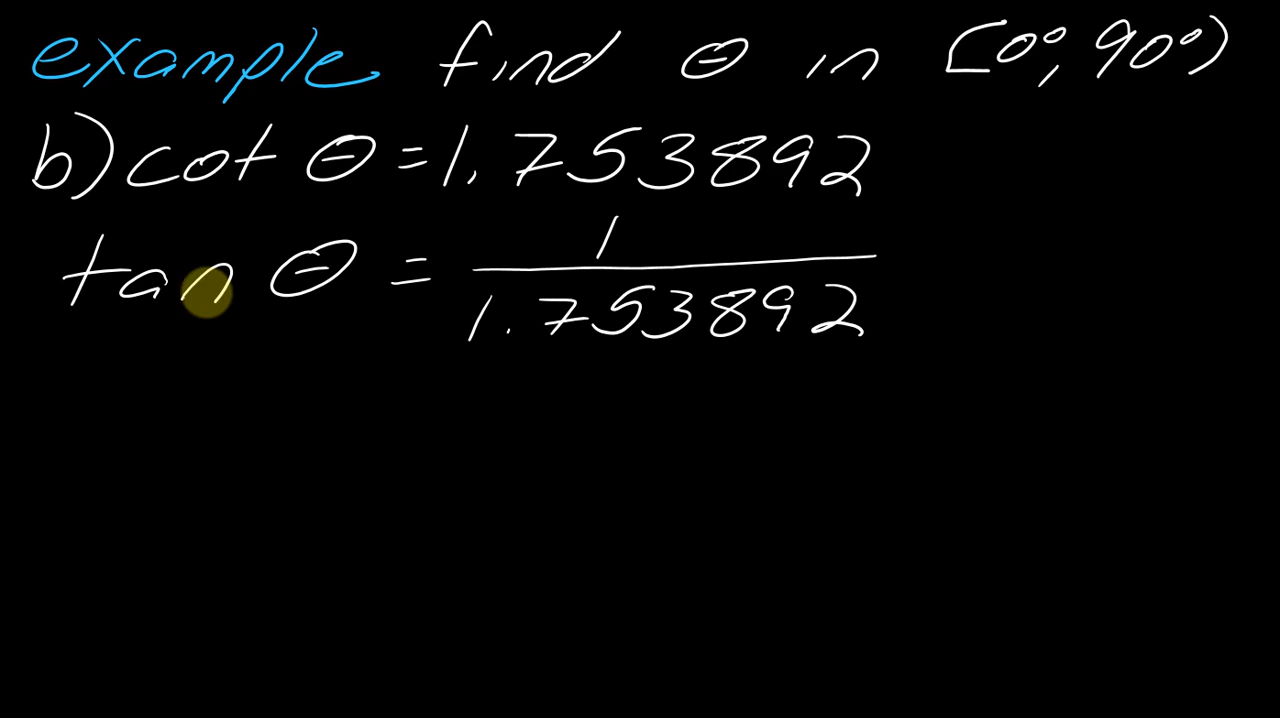 example find θ in [0°, 90°)
b) cot θ = 1.753892
tan θ = 1
1.753892